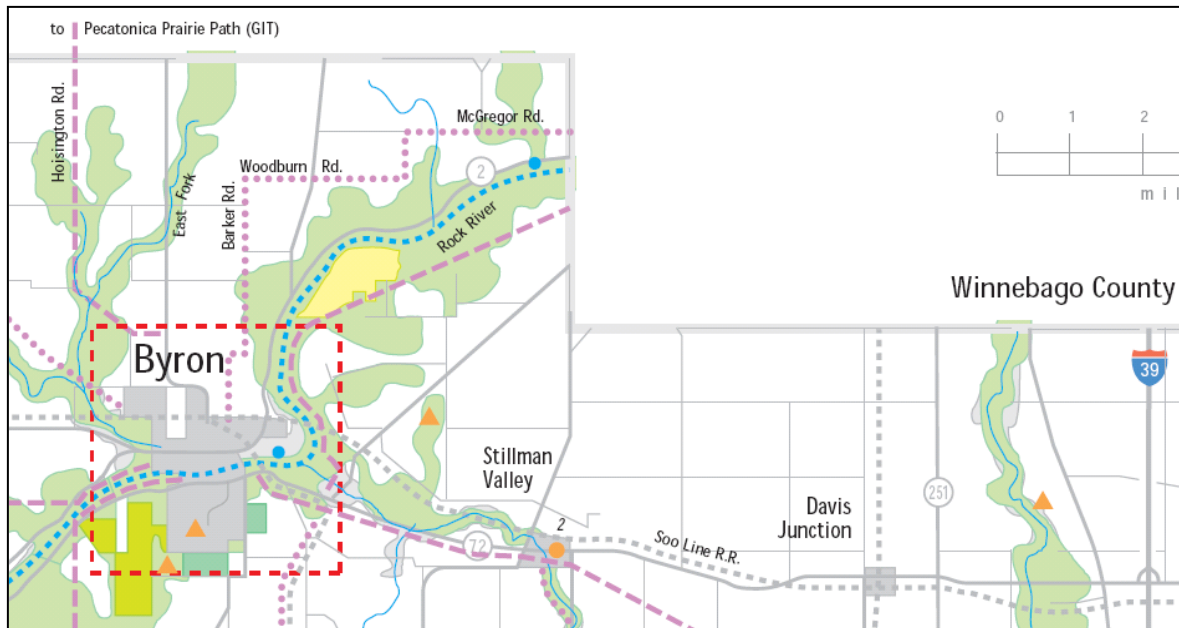 to Pecatonica Prairie Path (GIT)
Hoisington Rd.
East Fork
Barker Rd.
Woodburn Rd.
McGregor Rd.
2
Rock River
0 1 2
mil
Winnebago County
39
Byron
Stillman
Valley
2
72
Soo Line R.R.
Davis
Junction
251